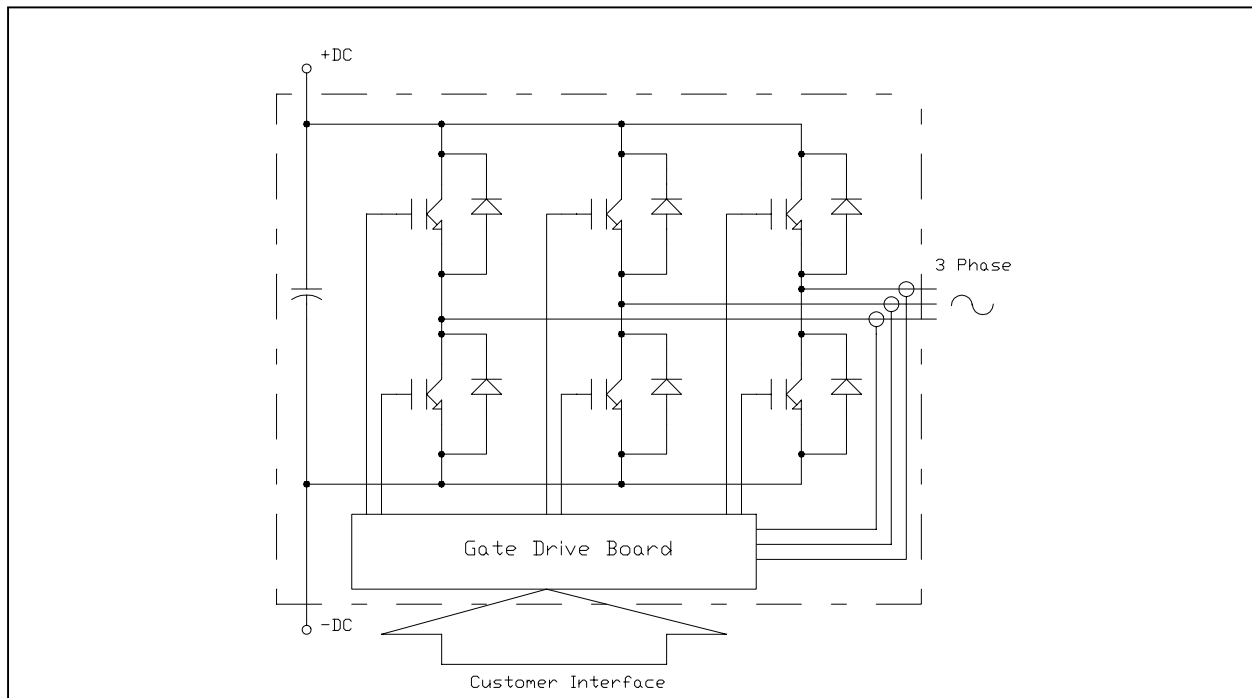 +DC
3 Phase
Gate Drive Board
-DC
Customer Interface